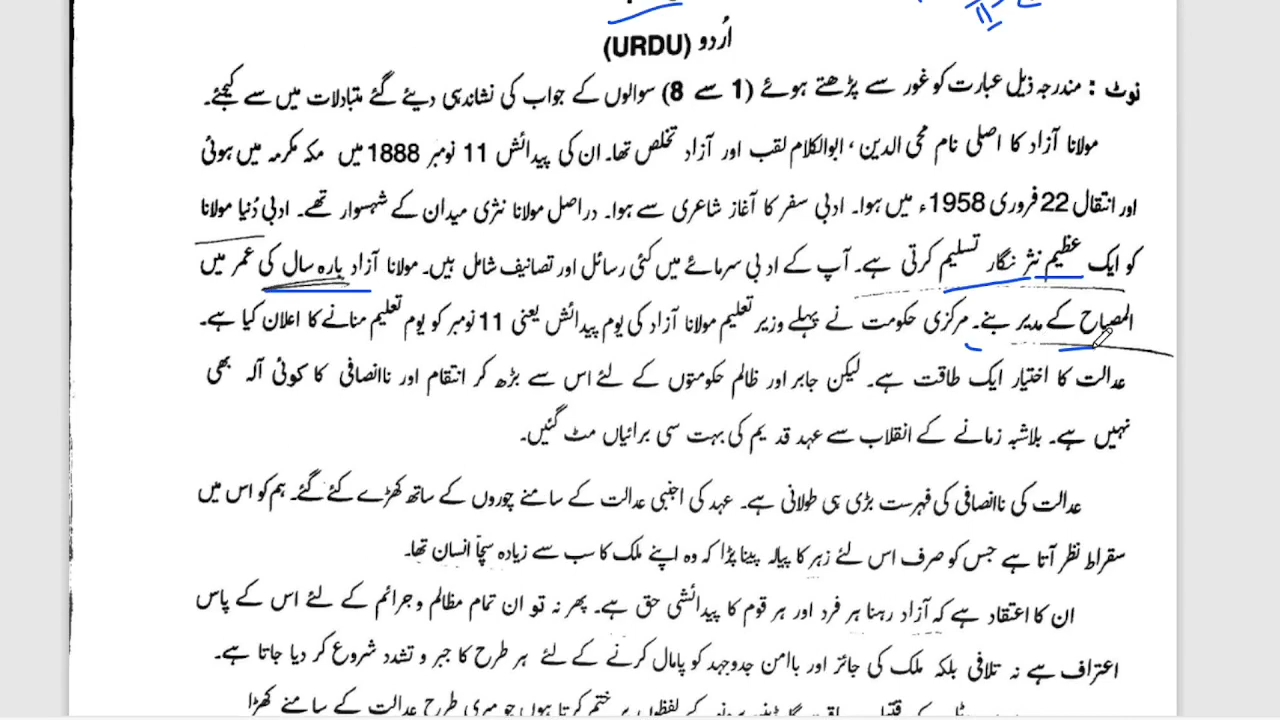 اُردو (URDU)
نوٹ : مندرجہ ذیل عبارت کو غور سے پڑھتے ہوئے (1 سے 8) سوالوں کے جواب کی نشاندہی دیئے گئے متبادلات میں سے کیجئے۔
مولانا آزاد کا اصلی نام محی الدین ، ابوالکلام لقب اور آزاد تخلص تھا۔ ان کی پیدائش 11 نومبر 1888 میں مکہ مکرمہ میں ہوئی
اور انتقال 22 فروری 1958ء میں ہوا۔ ادبی سفر کا آغاز شاعری سے ہوا۔ دراصل مولانا نثری میدان کے شہسوار تھے۔ ادبی دُنیا مولانا
کو ایک عظیم نثر نگار تسلیم کرتی ہے۔ آپ کے ادبی سرمائے میں کئی رسائل اور تصانیف شامل ہیں۔ مولانا آزاد بارہ سال کی عمر میں
المصباح کے مدیر بنے۔ مرکزی حکومت نے پہلے وزیر تعلیم مولانا آزاد کی یوم پیدائش یعنی 11 نومبر کو یوم تعلیم منانے کا اعلان کیا ہے۔
عدالت کا اختیار ایک طاقت ہے۔ لیکن جابر اور ظالم حکومتوں کے لئے اس سے بڑھ کر انتقام اور ناانصافی کا کوئی آلہ بھی
نہیں ہے۔ بلاشبہ زمانے کے انقلاب سے عہد قدیم کی بہت سی برائیاں مٹ گئیں۔
عدالت کی ناانصافی کی فہرست بڑی ہی طولانی ہے۔ عہد کی اجنبی عدالت کے سامنے چوروں کے ساتھ کھڑے کئے گئے۔ ہم کو اس میں
سقراط نظر آتا ہے جس کو صرف اس لئے زہر کا پیالہ پینا پڑا کہ وہ اپنے ملک کا سب سے زیادہ سچّا انسان تھا۔
ان کا اعتقاد ہے کہ آزاد رہنا ہر فرد اور ہر قوم کا پیدائشی حق ہے۔ پھر نہ تو ان تمام مظالم و جرائم کے لئے اس کے پاس
اعتراف ہے نہ تلافی بلکہ ملک کی جائز اور باامن جدوجہد کو پامال کرنے کے لئے ہر طرح کا جبر و تشدد شروع کر دیا جاتا ہے۔
کے لفظوں پر ختم کرتا ہوں جو میری طرح عدالت کے سامنے کھڑا